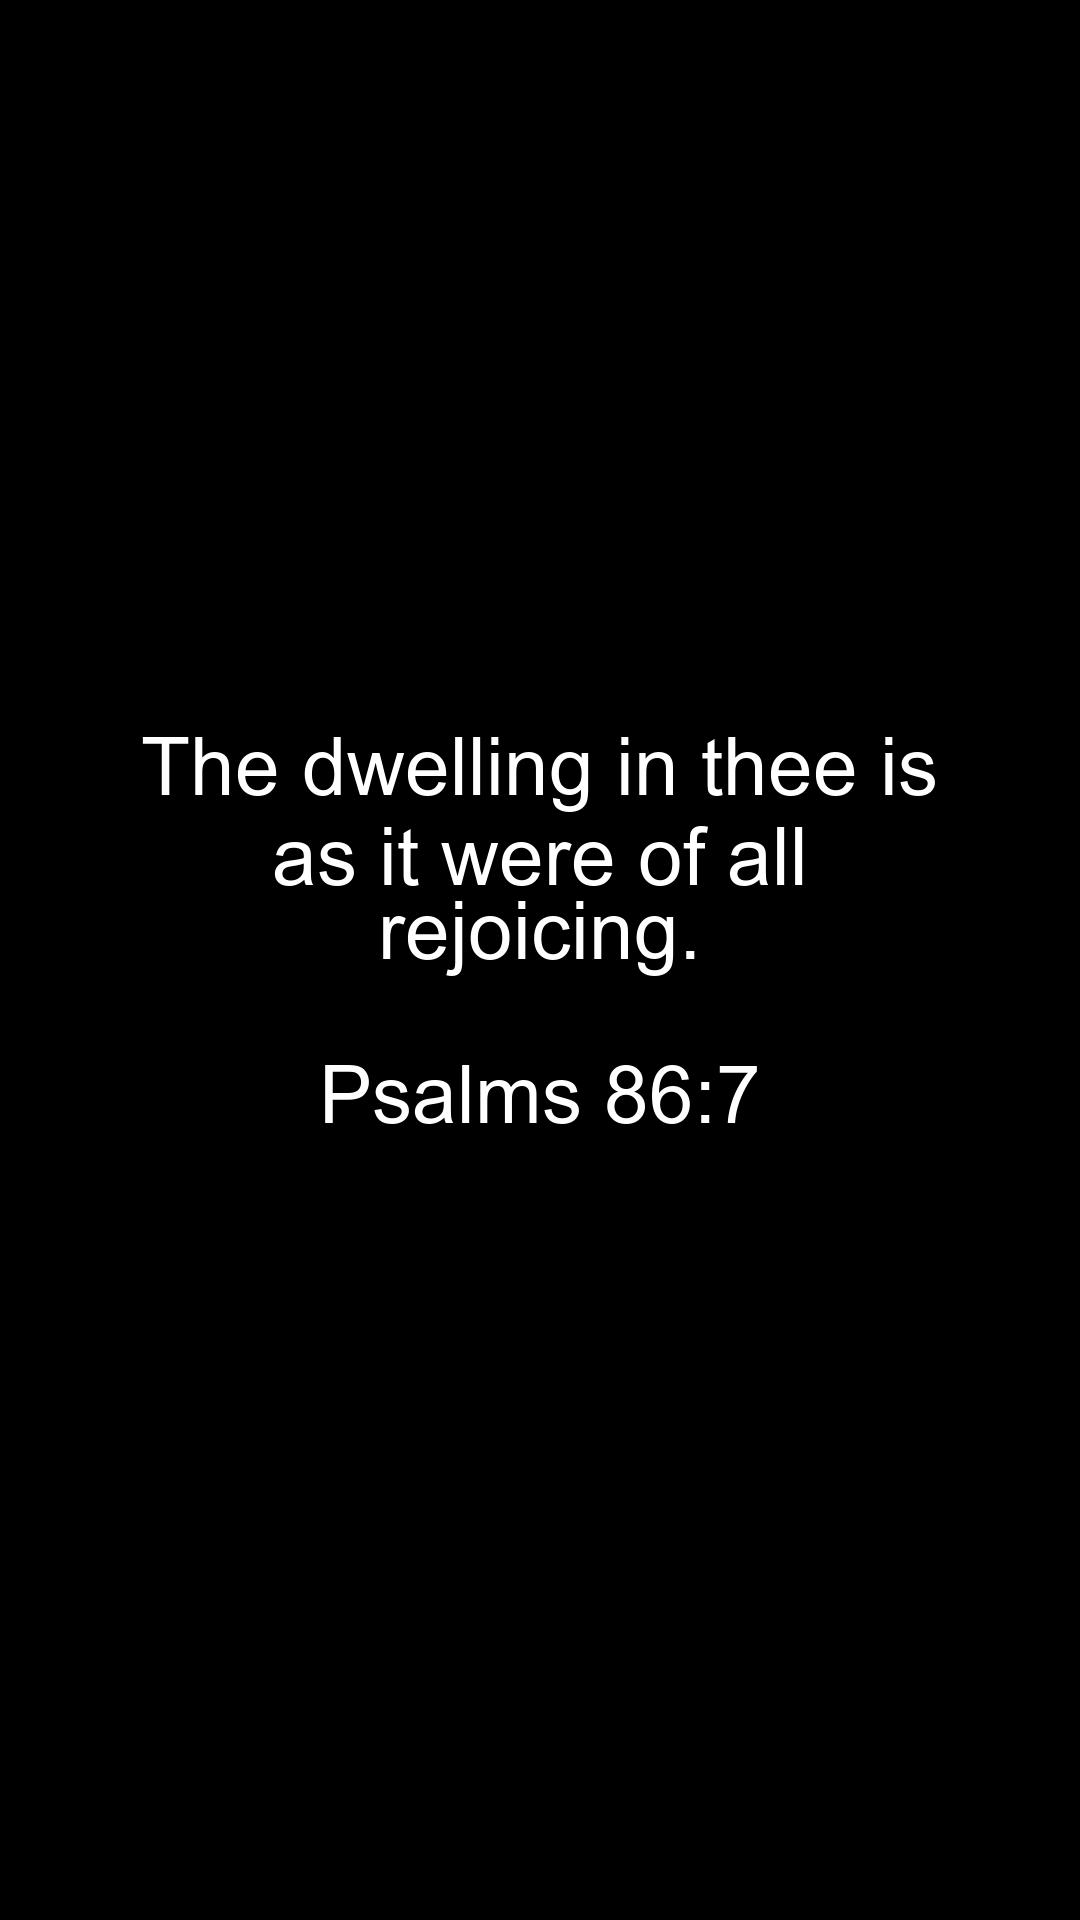 The dwelling in thee is
as it were of all
rejoicing.
Psalms 86:7